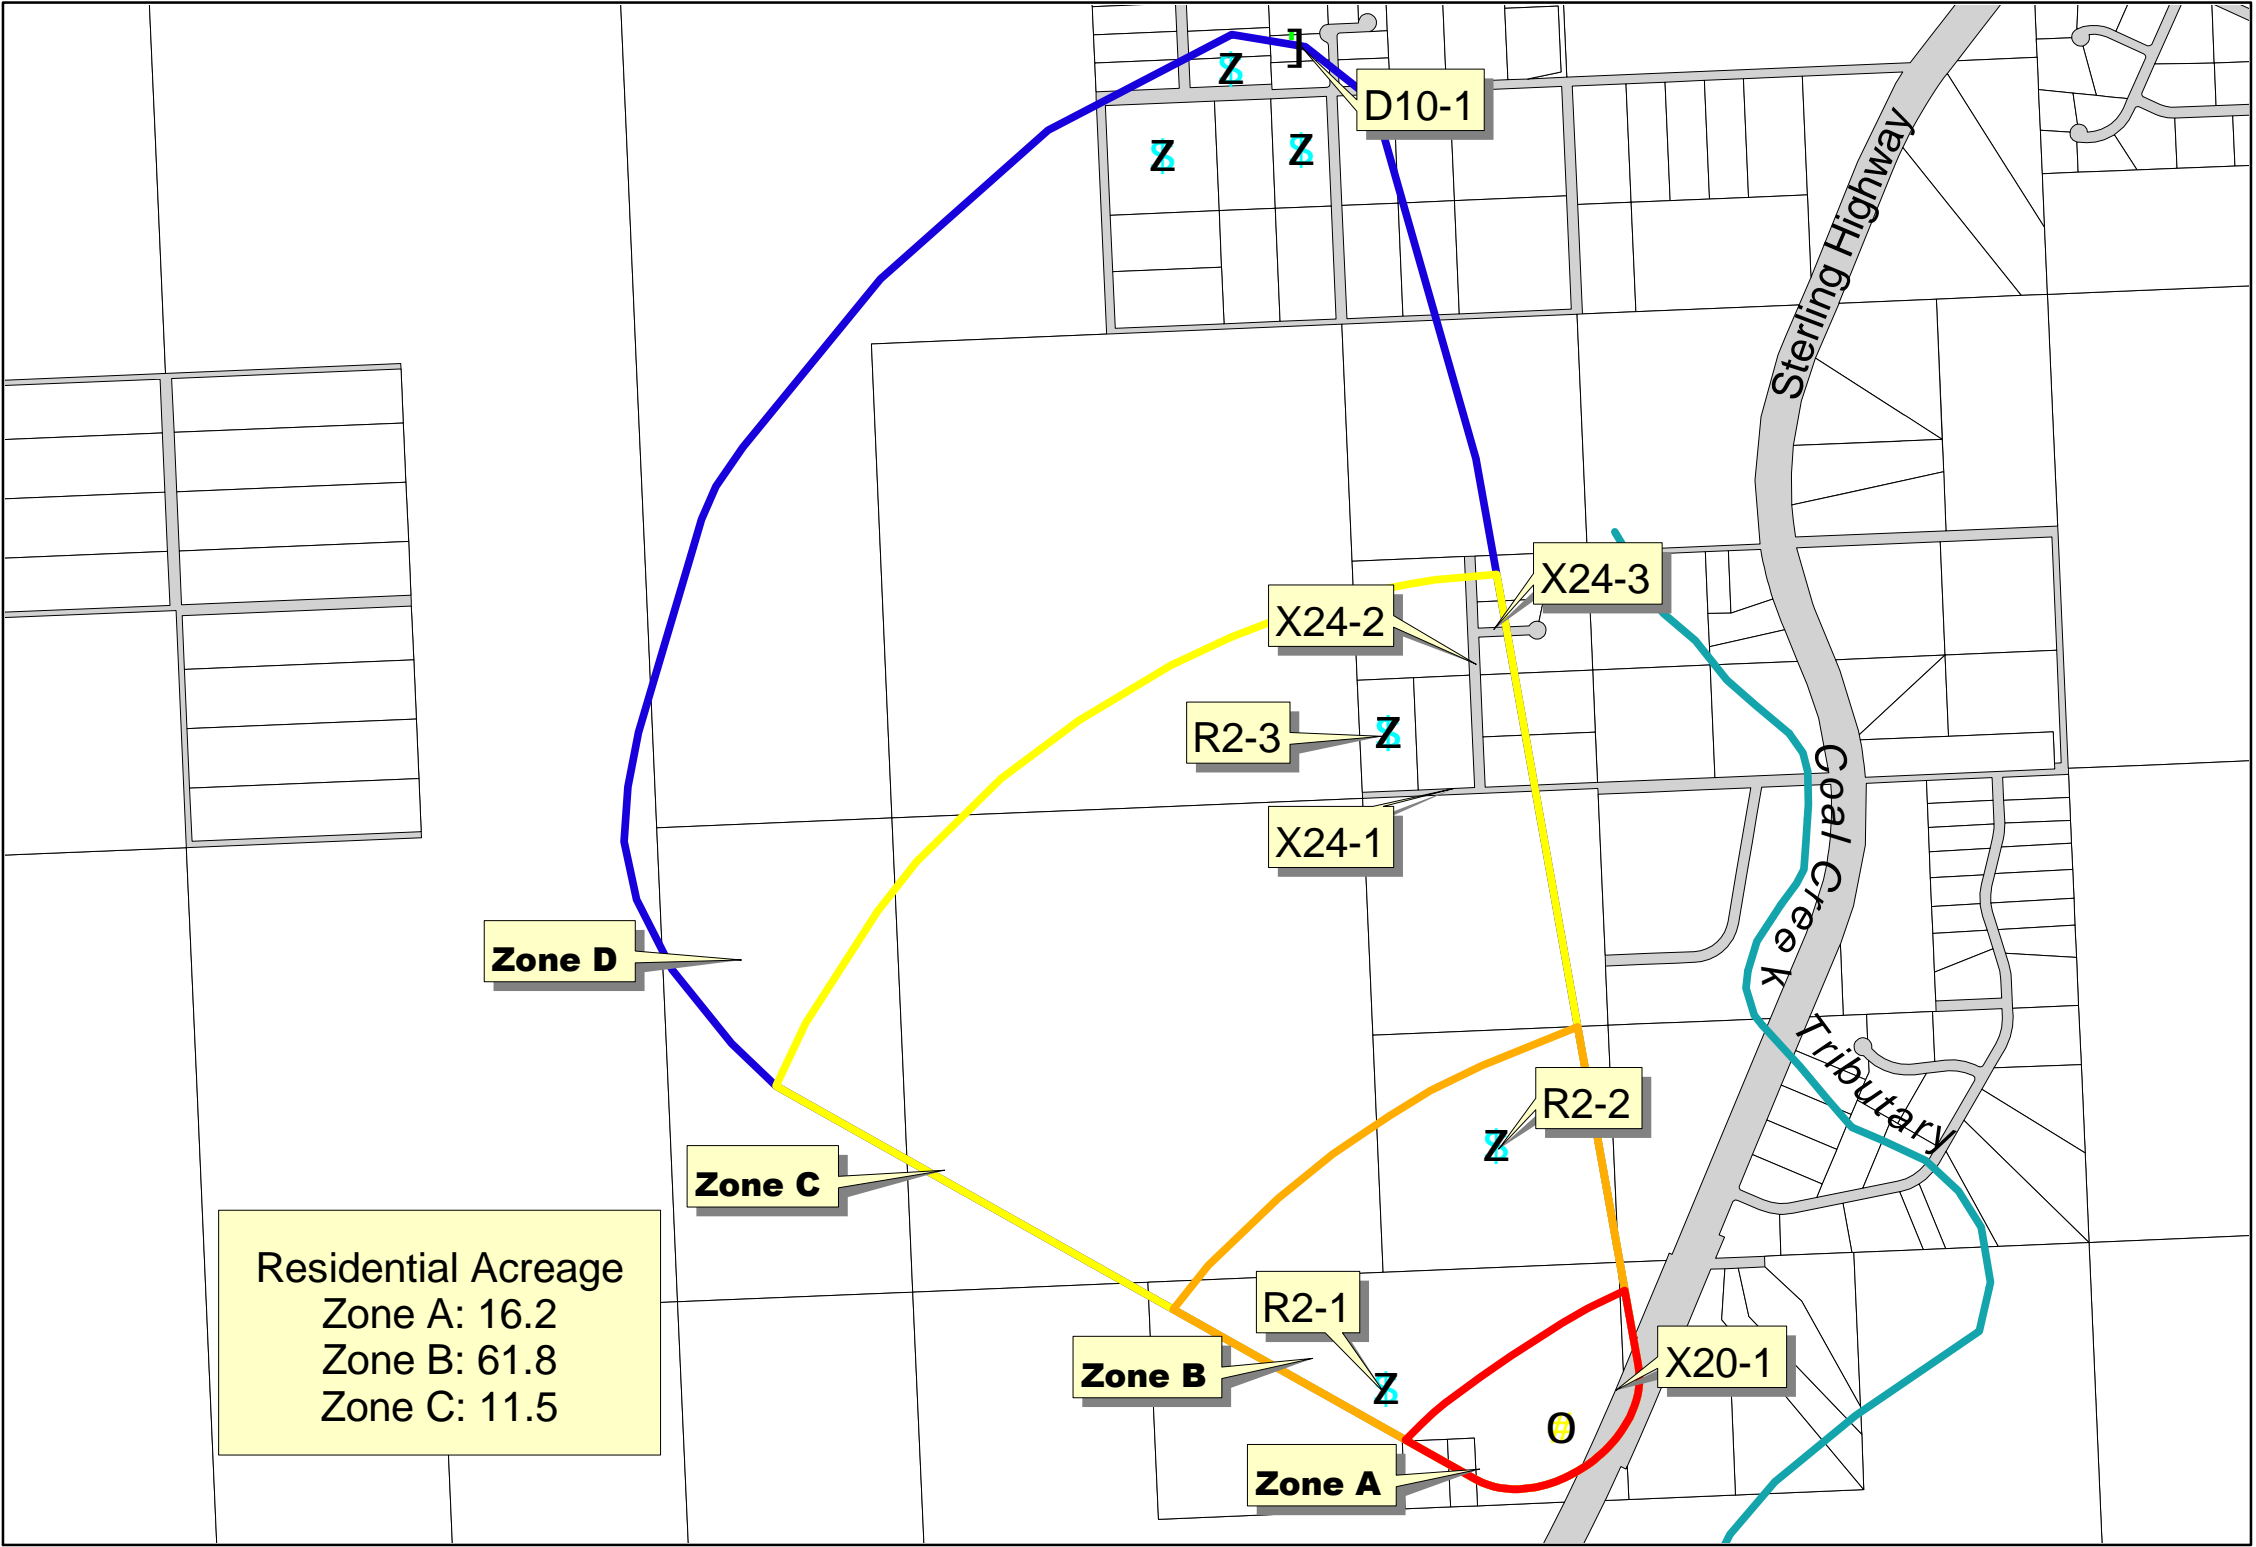 Z
]
D10-1
Z
Z
Sterling Highway
X24-3
X24-2
R2-3
Z
X24-1
Coal Creek
Tributary
Zone D
R2-2
Z
Zone C
Residential Acreage
Zone A: 16.2
Zone B: 61.8
Zone C: 11.5
R2-1
Zone B
Z
X20-1
O
Zone A